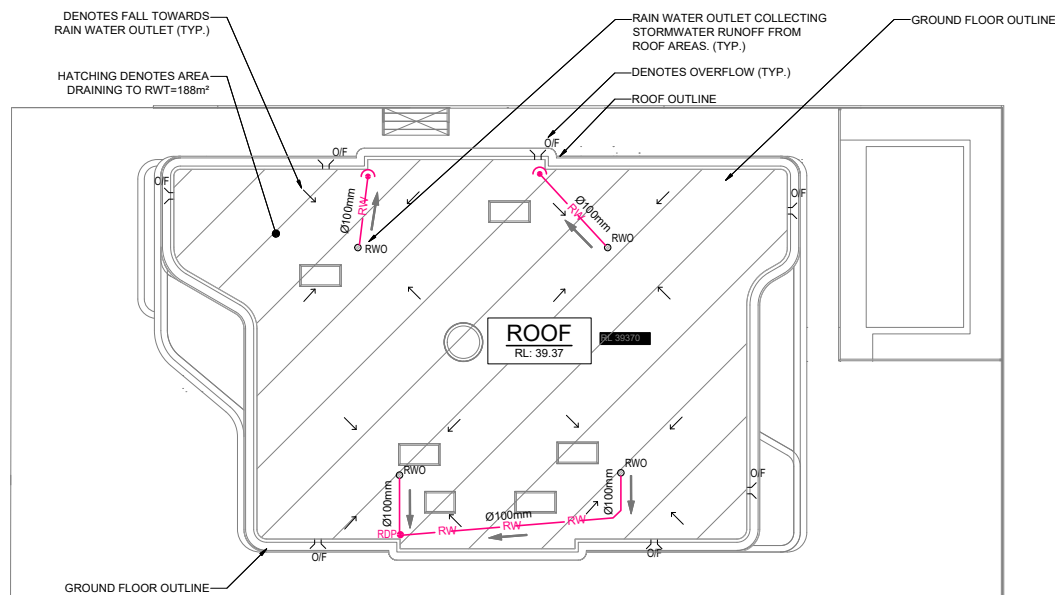 DENOTES FALL TOWARDS
RAIN WATER OUTLET (TYP.)
RAIN WATER OUTLET COLLECTING
STORMWATER RUNOFF FROM
ROOF AREAS. (TYP.)
GROUND FLOOR OUTLINE
HATCHING DENOTES AREA
DRAINING TO RWT=188m²
DENOTES OVERFLOW (TYP.)
ROOF OUTLINE
O/F
O/F
O/F
O/F
Ø100mm
RW
RWO
Ø100mm
RW
RWO
ROOF
RL: 39.37
RL 39370
RWO
Ø100mm
RDP
RW
Ø100mm
RW
RW
RWO
Ø100mm
O/F
O/F
O/F
GROUND FLOOR OUTLINE